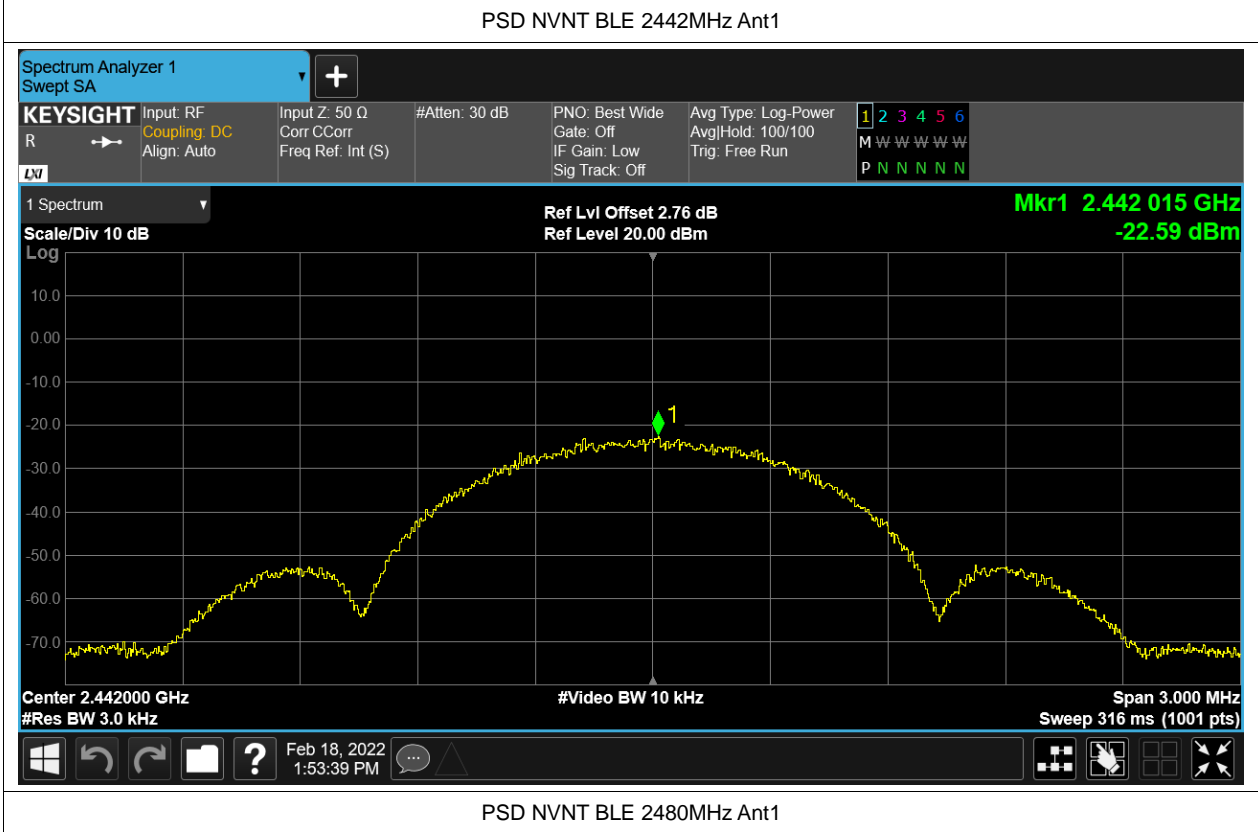 PSD NVNT BLE 2442MHz Ant1
Spectrum Analyzer 1
Swept SA
KEYSIGHT
R
LXI
Input: RF
Coupling: DC
Align: Auto
Input Z: 50 Ω
Corr CCorr
Freq Ref: Int (S)
#Atten: 30 dB
PNO: Best Wide
Gate: Off
IF Gain: Low
Sig Track: Off
Avg Type: Log-Power
Avg|Hold: 100/100
Trig: Free Run
1 2 3 4 5 6
M W W W W W
P N N N N N
1 Spectrum
Scale/Div 10 dB
Ref Lvl Offset 2.76 dB
Ref Level 20.00 dBm
Mkr1 2.442 015 GHz
-22.59 dBm
Log
10.0
0.00
-10.0
-20.0
-30.0
-40.0
-50.0
-60.0
-70.0
1
Center 2.442000 GHz
#Res BW 3.0 kHz
#Video BW 10 kHz
Span 3.000 MHz
Sweep 316 ms (1001 pts)
?
Feb 18, 2022
1:53:39 PM
PSD NVNT BLE 2480MHz Ant1